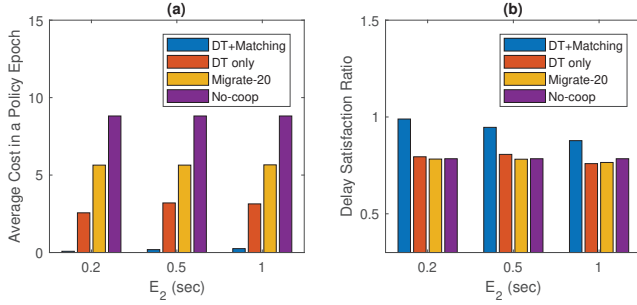 (a)
Average Cost in a Policy Epoch
15
10
5
0
DT+Matching
DT only
Migrate-20
No-coop
0.2 0.5 1
E2 (sec)
(b)
Delay Satisfaction Ratio
1.5
1
0.5
DT+Matching
DT only
Migrate-20
No-coop
0.2 0.5 1
E2 (sec)